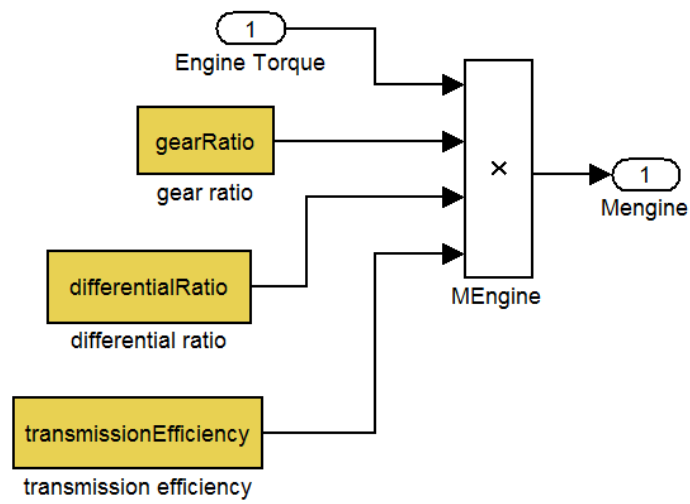 1
Engine Torque
gearRatio
gear ratio
×
1
Mengine
differentialRatio
differential ratio
MEngine
transmissionEfficiency
transmission efficiency